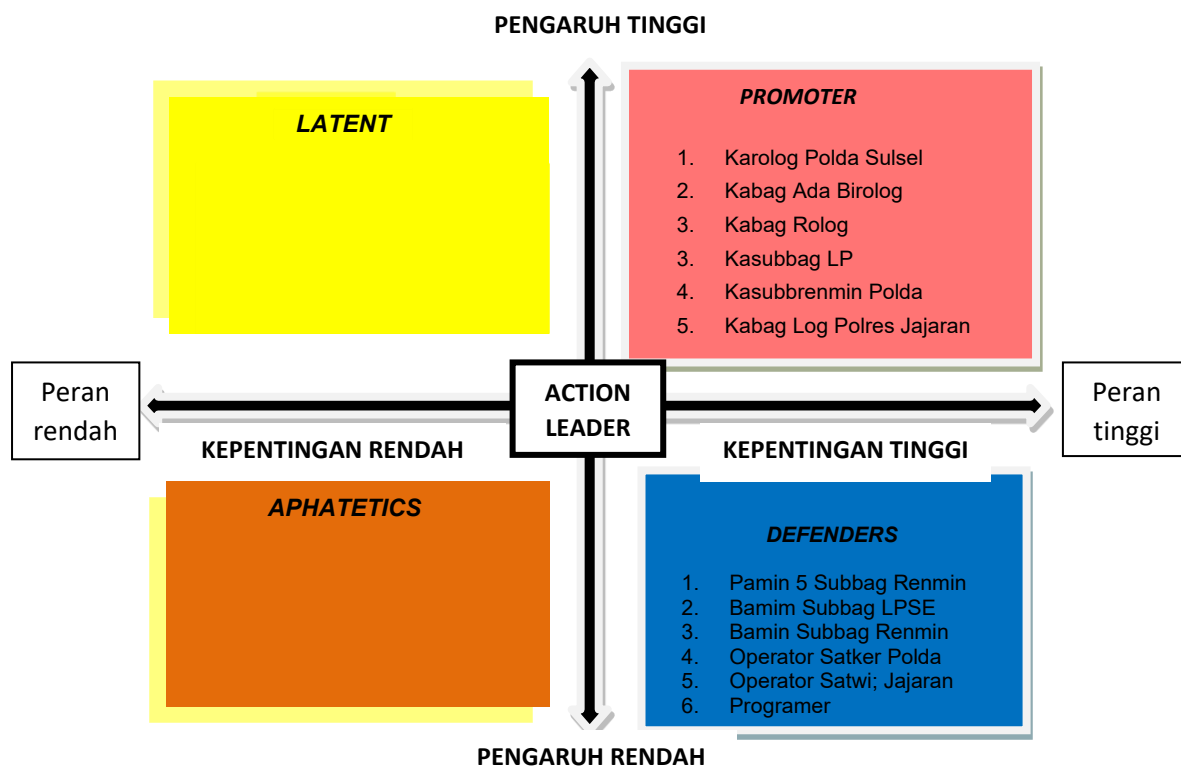 PENGARUH TINGGI
LATENT
PROMOTER
1. Karolog Polda Sulsel
2. Kabag Ada Birolog
3. Kabag Rolog
3. Kasubbag LP
4. Kasubbrenmin Polda
5. Kabag Log Polres Jajaran
Peran
rendah
ACTION
LEADER
Peran
tinggi
KEPENTINGAN RENDAH
KEPENTINGAN TINGGI
APHATETICS
DEFENDERS
1. Pamin 5 Subbag Renmin
2. Bamim Subbag LPSE
3. Bamin Subbag Renmin
4. Operator Satker Polda
5. Operator Satwi; Jajaran
6. Programer
PENGARUH RENDAH